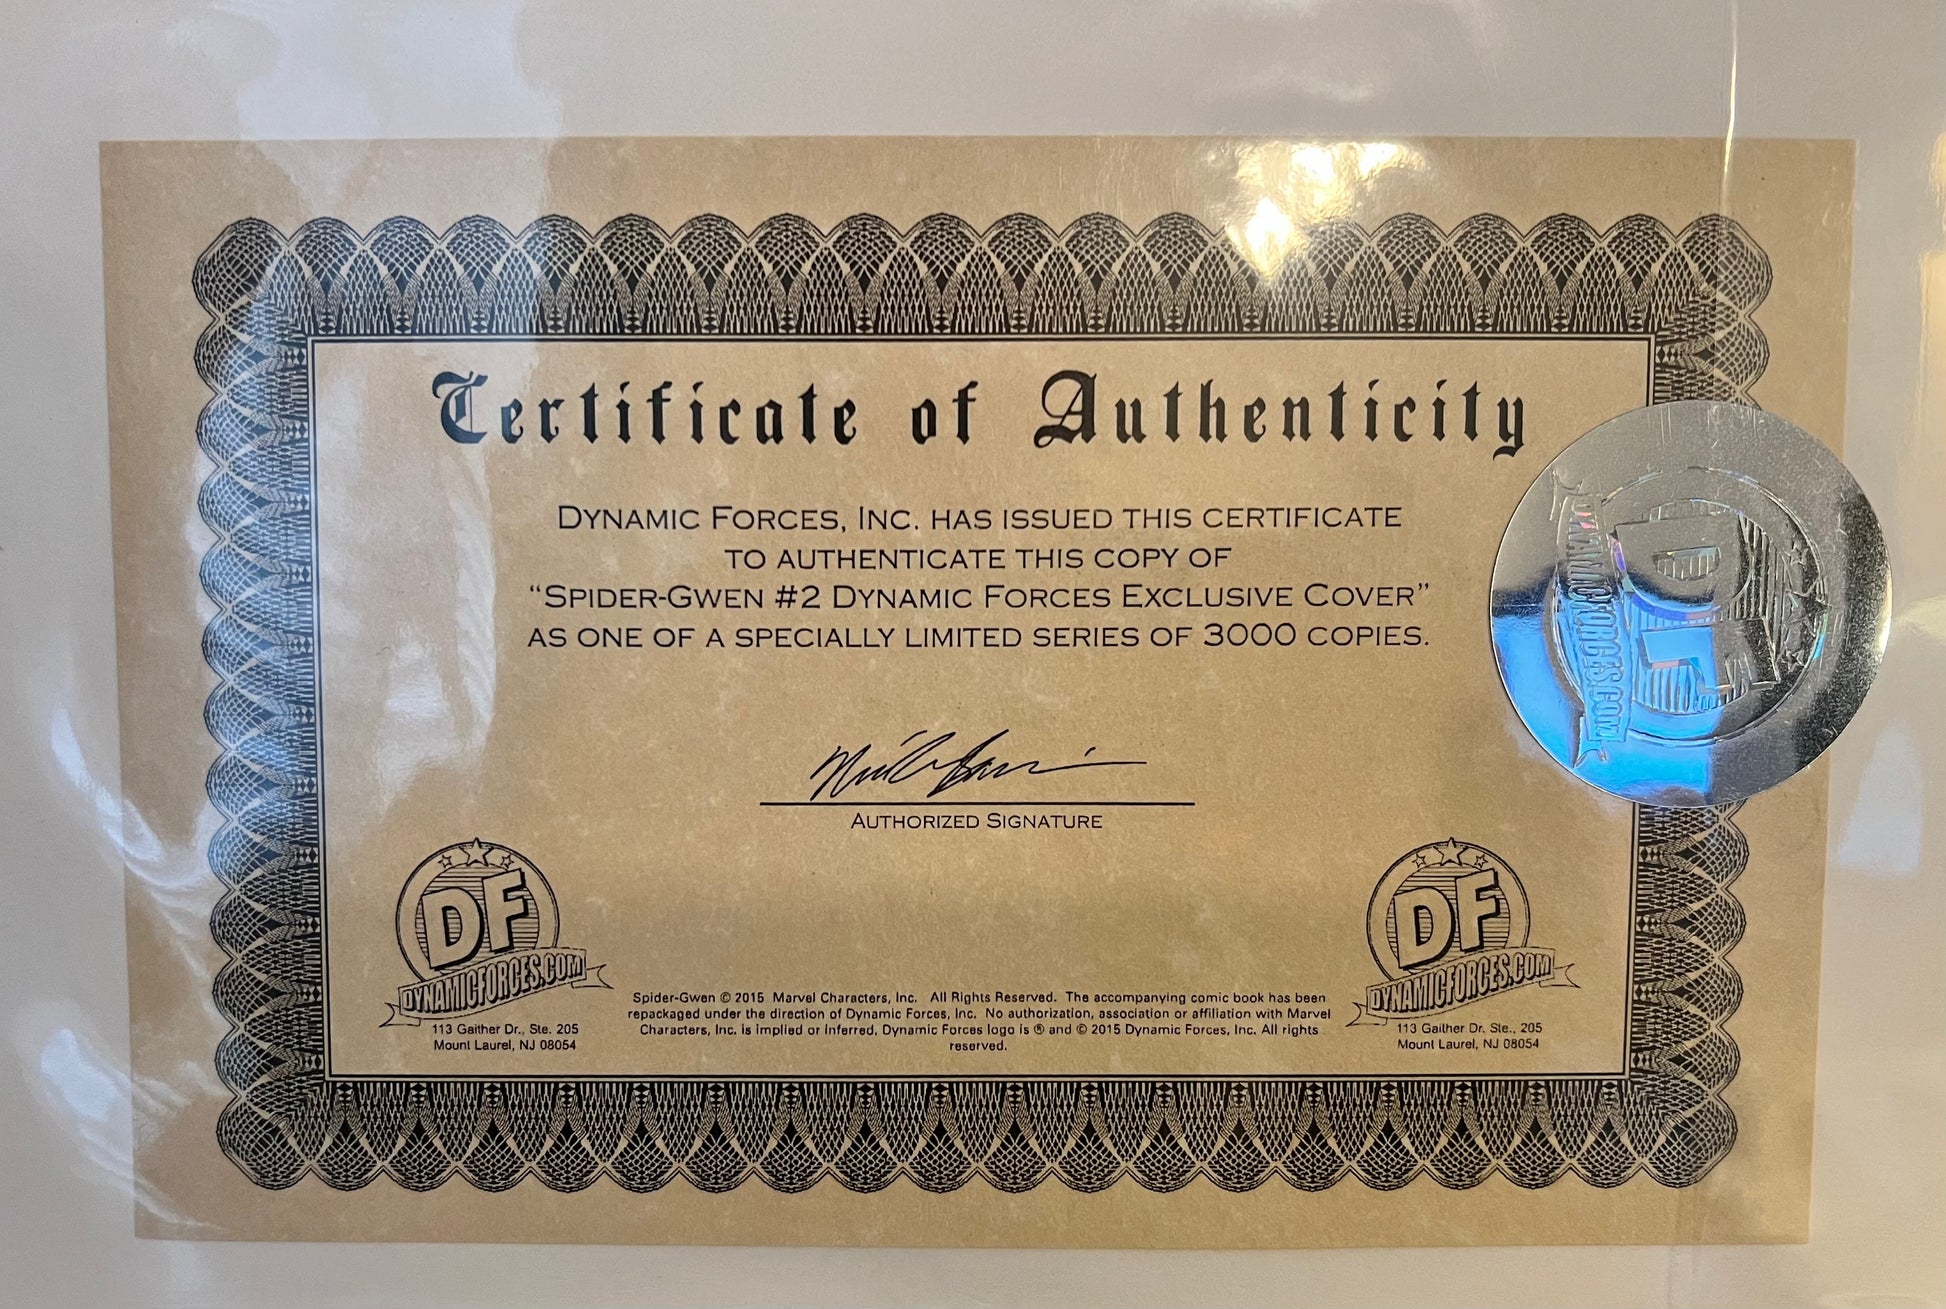 Certificate of Authenticity
DYNAMIC FORCES, INC. HAS ISSUED THIS CERTIFICATE
TO AUTHENTICATE THIS COPY OF
“SPIDER-GWEN #2 DYNAMIC FORCES EXCLUSIVE COVER”
AS ONE OF A SPECIALLY LIMITED SERIES OF 3000 COPIES.
DF
DYNAMICFORCES.COM
AUTHORIZED SIGNATURE
DF
DYNAMICFORCES.COM
113 Gaither Dr., Ste. 205
Mount Laurel, NJ 08054
Spider-Gwen © 2015 Marvel Characters, Inc. All Rights Reserved. The accompanying comic book has been
repackaged under the direction of Dynamic Forces, Inc. No authorization, association or affiliation with Marvel
Characters, Inc. is implied or inferred. Dynamic Forces logo is ® and © 2015 Dynamic Forces, Inc. All rights
reserved.
DF
DYNAMICFORCES.COM
113 Gaither Dr. Ste., 205
Mount Laurel, NJ 08054